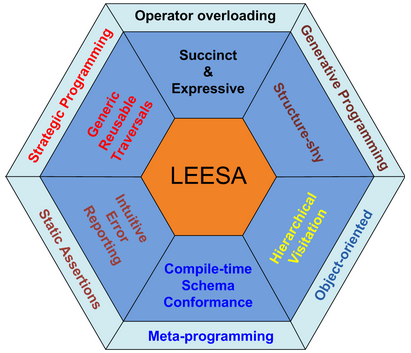 Operator overloading
Succinct
&
Expressive
Strategic Programming
Generic
Reusable
Traversals
Generative Programming
Structure-shy
LEESA
Static Assertions
Intuitive
Error
Reporting
Hierarchical
Visitation
Object-oriented
Compile-time
Schema
Conformance
Meta-programming